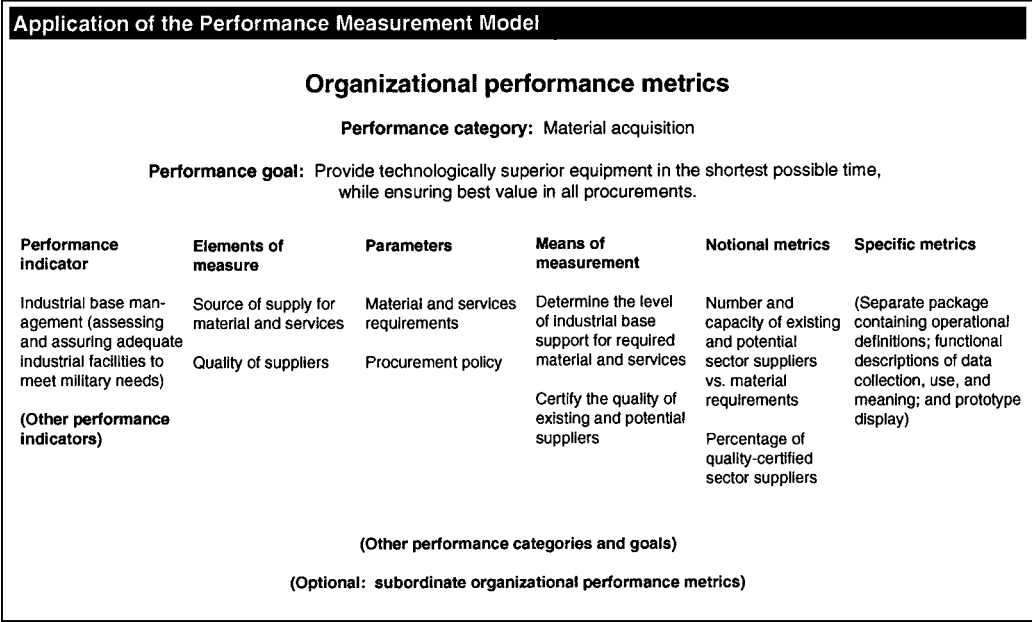 Application of the Performance Measurement Model
Organizational performance metrics
Performance category: Material acquisition
Performance goal: Provide technologically superior equipment in the shortest possible time,
while ensuring best value in all procurements.
Performance
indicator
Industrial base man-
agement (assessing
and assuring adequate
industrial facilities to
meet military needs)
(Other performance
indicators)
Elements of
measure
Source of supply for
material and services
Quality of suppliers
Parameters
Material and services
requirements
Procurement policy
Means of
measurement
Determine the level
of industrial base
support for required
material and services
Certify the quality of
existing and potential
suppliers
Notional metrics
Number and
capacity of existing
and potential
sector suppliers
vs. material
requirements
Percentage of
quality-certified
sector suppliers
Specific metrics
(Separate package
containing operational
definitions; functional
descriptions of data
collection, use, and
meaning; and prototype
display)
(Other performance categories and goals)
(Optional: subordinate organizational performance metrics)